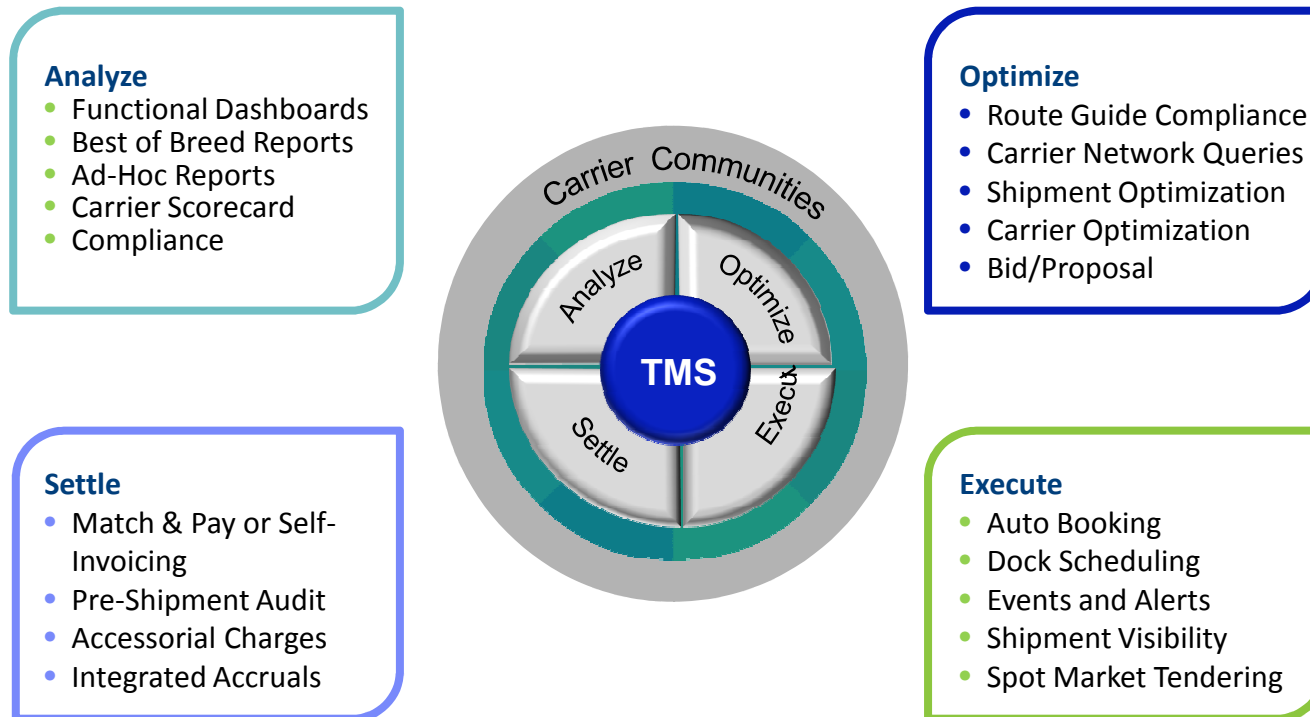 Analyze
• Functional Dashboards
• Best of Breed Reports
• Ad-Hoc Reports
• Carrier Scorecard
• Compliance
Optimize
• Route Guide Compliance
• Carrier Network Queries
• Shipment Optimization
• Carrier Optimization
• Bid/Proposal
Carrier Communities
Analyze
Optimize
TMS
Settle
Execu
Settle
• Match & Pay or Self-
Invoicing
• Pre-Shipment Audit
• Accessorial Charges
• Integrated Accruals
Execute
• Auto Booking
• Dock Scheduling
• Events and Alerts
• Shipment Visibility
• Spot Market Tendering